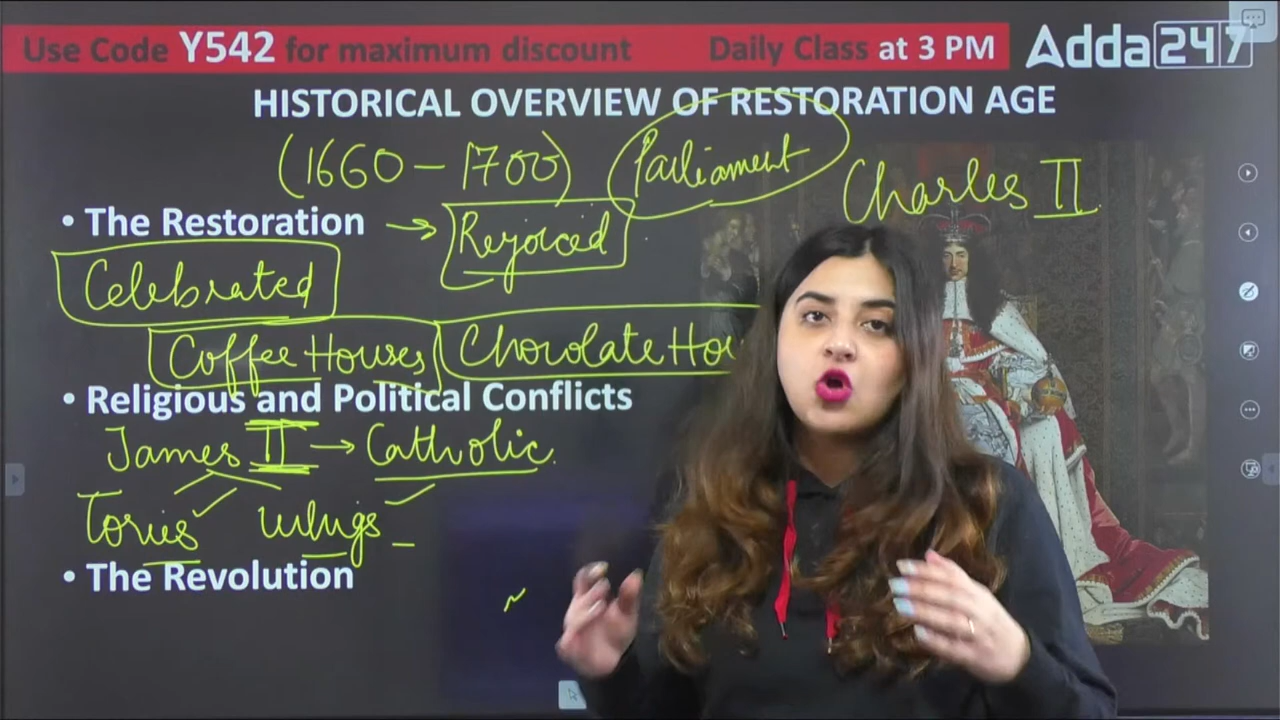 Use Code Y542 for maximum discount Daily Class at 3 PM Adda247
HISTORICAL OVERVIEW OF RESTORATION AGE
(1660-1700) Parliament Charles II
• The Restoration → Rejoiced
Celebrated
Coffee Houses Chocolate Hou
• Religious and Political Conflicts
James II → Catholic.
Tories Whigs
• The Revolution